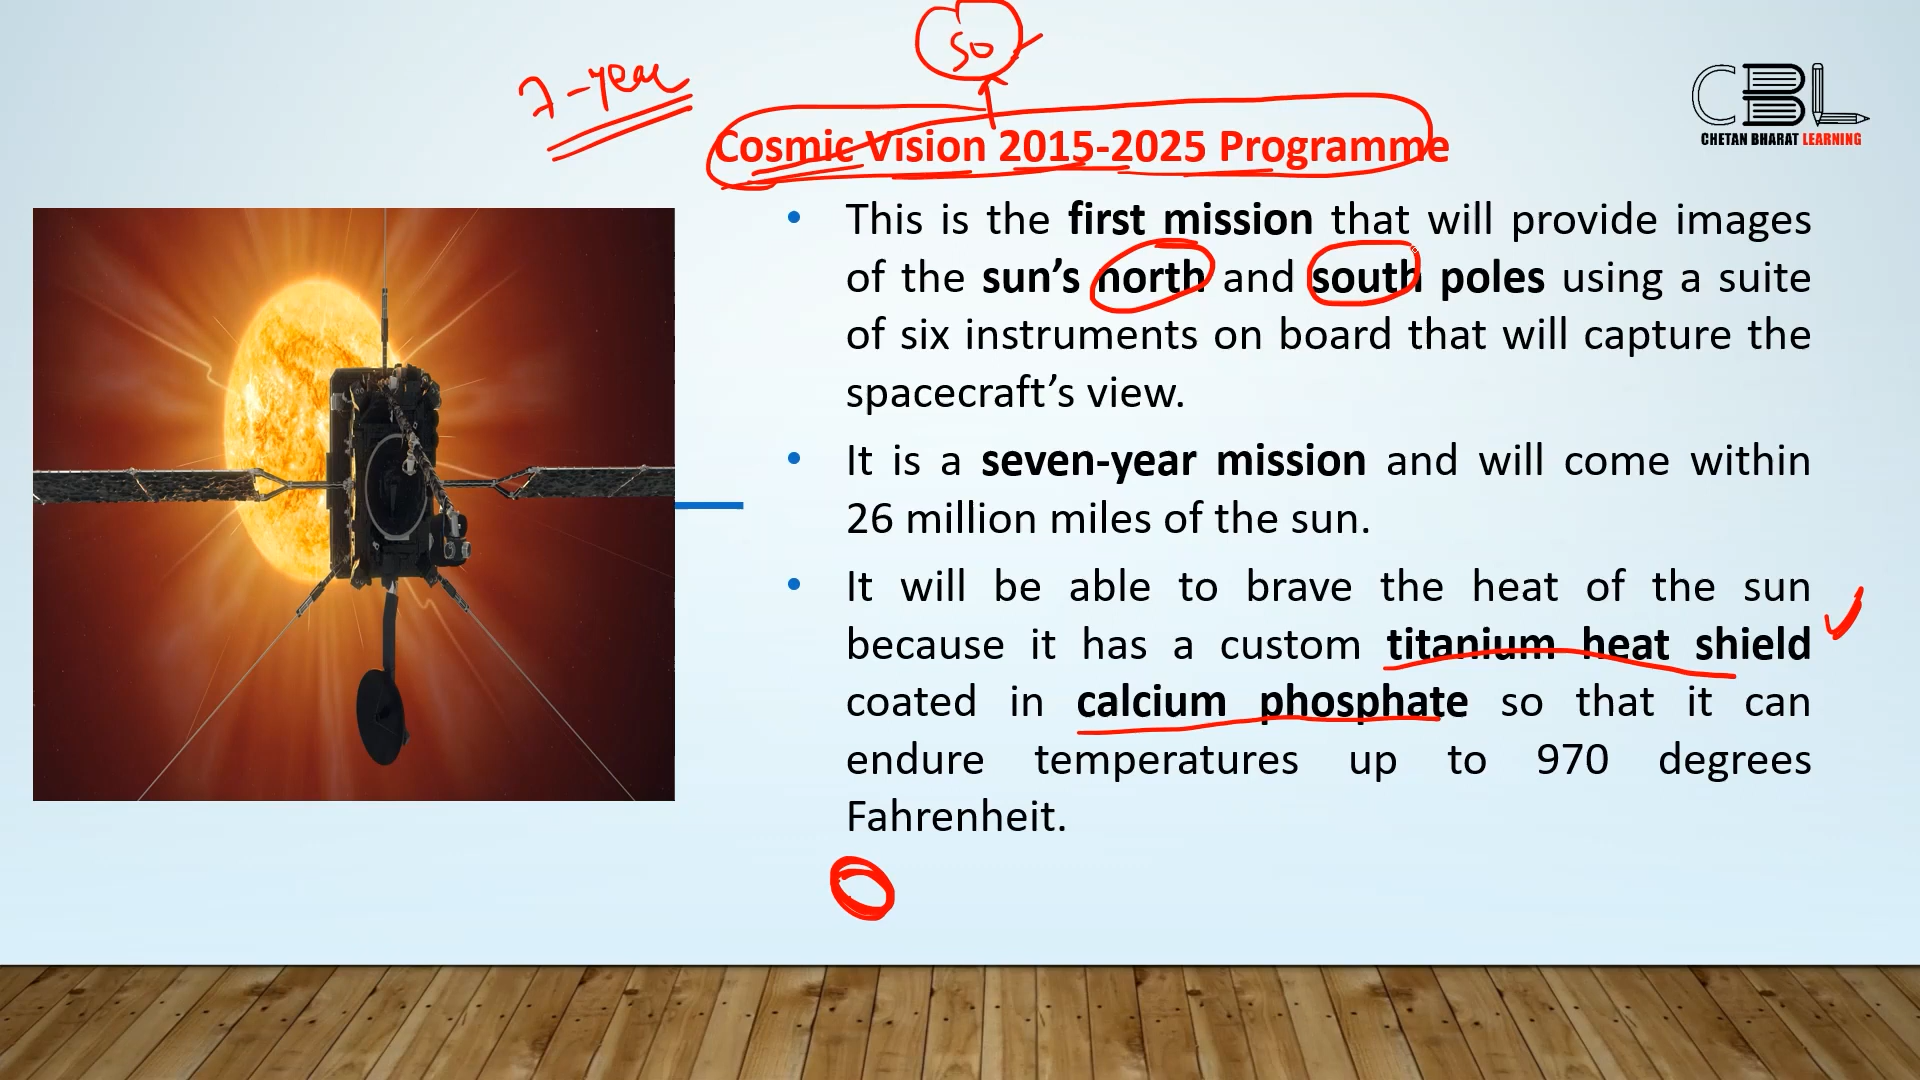 SO
7-year
CBL
CHETAN BHARAT LEARNING
Cosmic Vision 2015-2025 Programme
• This is the first mission that will provide images
of the sun’s north and south poles using a suite
of six instruments on board that will capture the
spacecraft’s view.
• It is a seven-year mission and will come within
26 million miles of the sun.
• It will be able to brave the heat of the sun
because it has a custom titanium heat shield
coated in calcium phosphate so that it can
endure temperatures up to 970 degrees
Fahrenheit.